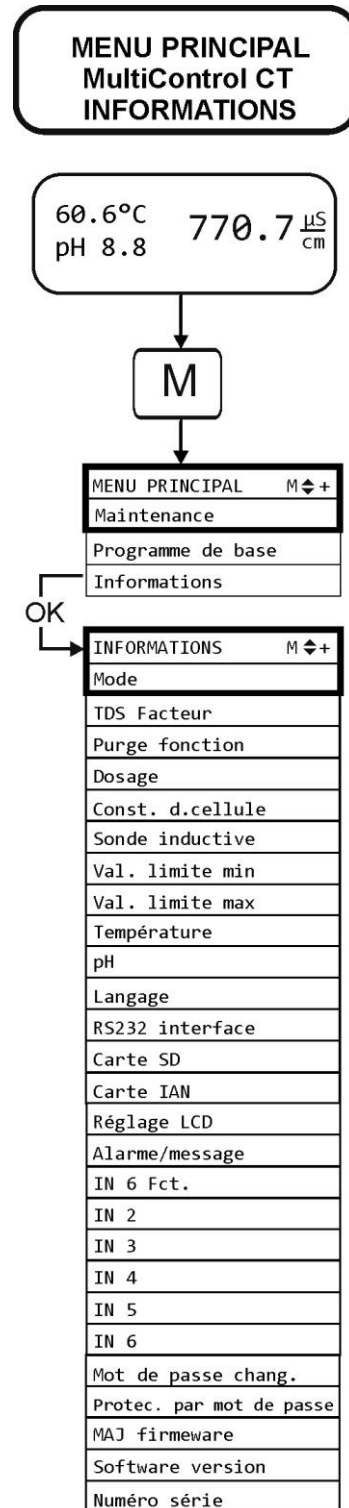 MENU PRINCIPAL
MultiControl CT
INFORMATIONS
60.6°C 770.7 µS/cm
pH 8.8
M
MENU PRINCIPAL M♦+
Maintenance
Programme de base
Informations
OK
INFORMATIONS M♦+
Mode
TDS Facteur
Purge fonction
Dosage
Const. d.cellule
Sonde inductive
Val. limite min
Val. limite max
Température
pH
Langage
RS232 interface
Carte SD
Carte IAN
Réglage LCD
Alarme/message
IN 6 Fct.
IN 2
IN 3
IN 4
IN 5
IN 6
Mot de passe chang.
Protec. par mot de passe
MAJ firmeware
Software version
Numéro série